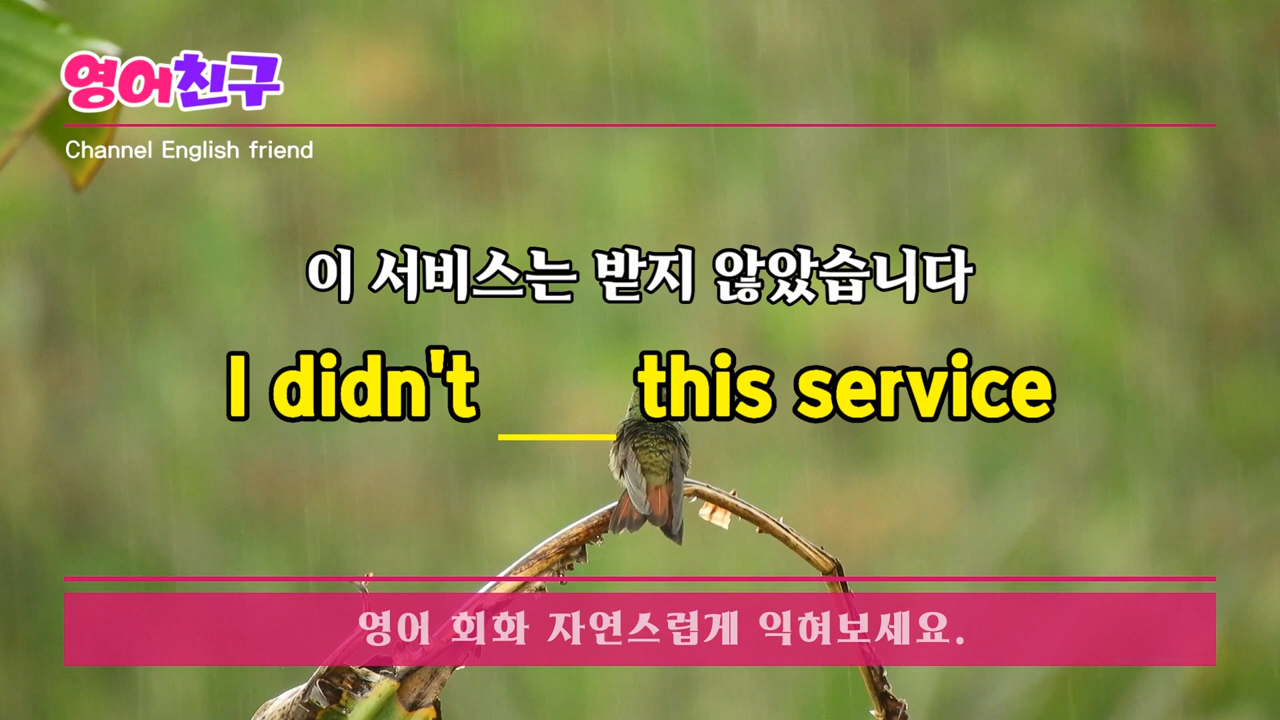 영어친구
Channel English friend
이 서비스는 받지 않았습니다
I didn't ____ this service
영어 회화 자연스럽게 익혀보세요.